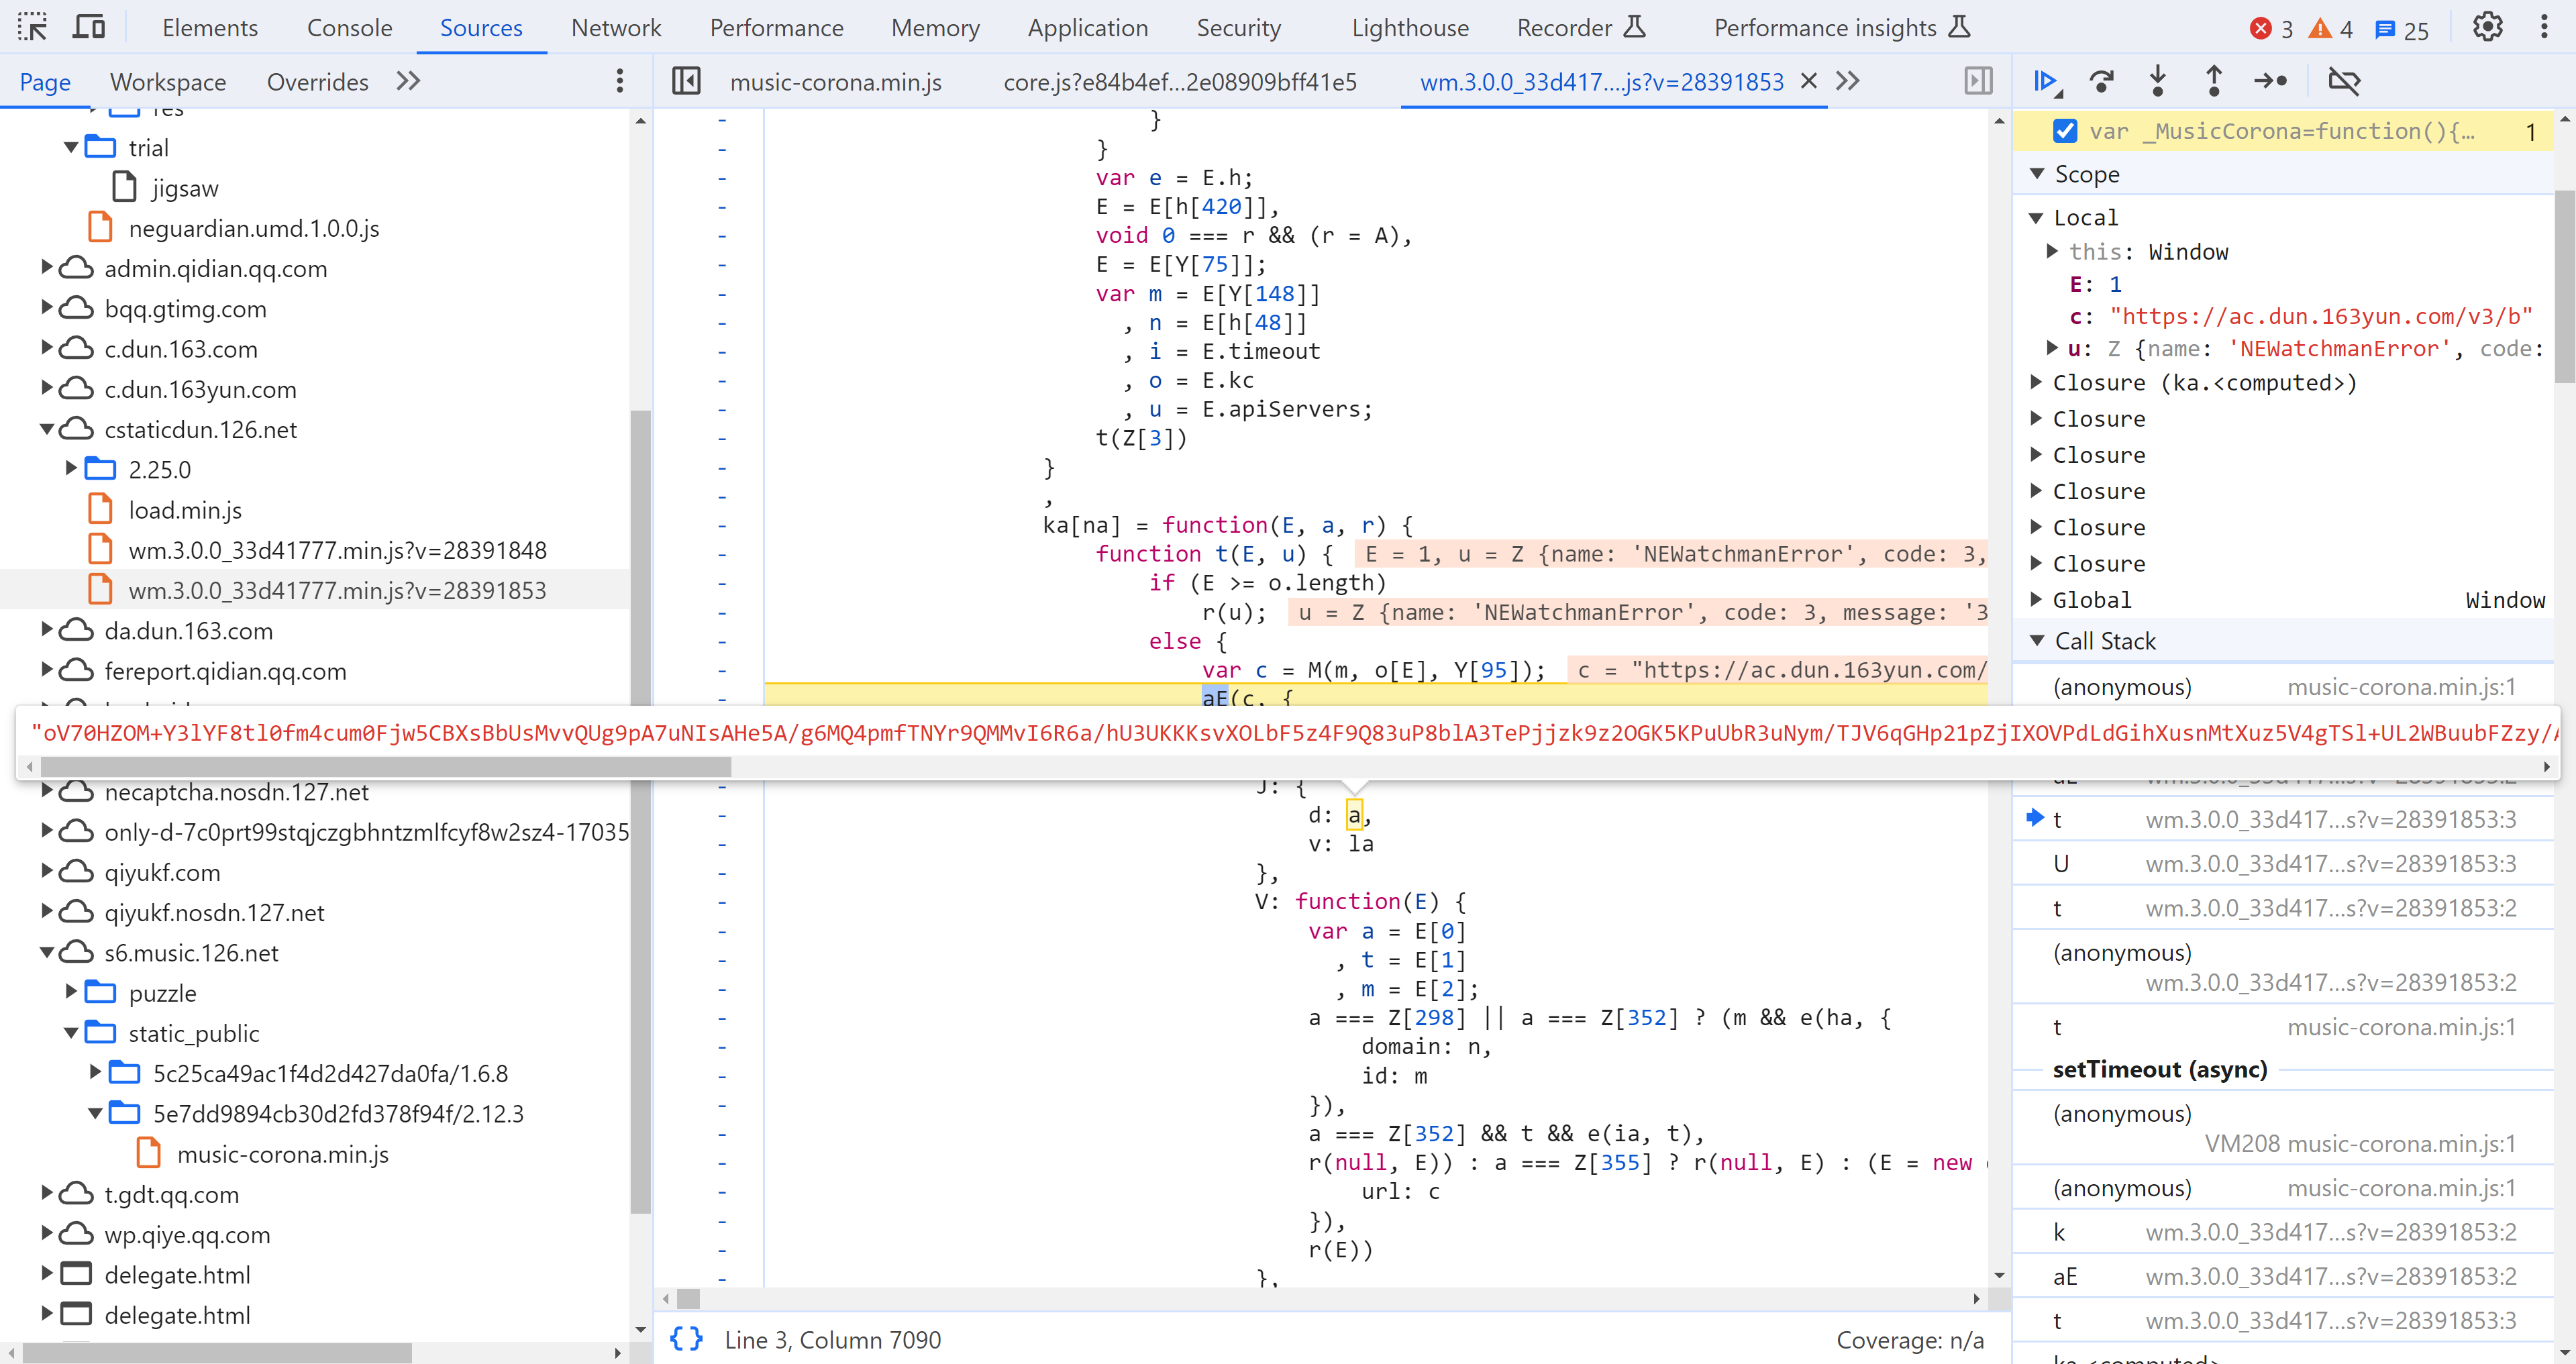 Elements Console Sources Network Performance Memory Application Security Lighthouse Recorder Performance insights 3 4 25
Page Workspace Overrides
music-corona.min.js core.js?e84b4ef...2e08909bff41e5 wm.3.0.0_33d417....js?v=28391853
res
trial
jigsaw
neguardian.umd.1.0.0.js
admin.qidian.qq.com
bqq.gtimg.com
c.dun.163.com
c.dun.163yun.com
cstaticdun.126.net
2.25.0
load.min.js
wm.3.0.0_33d41777.min.js?v=28391848
wm.3.0.0_33d41777.min.js?v=28391853
da.dun.163.com
fereport.qidian.qq.com
necaptcha.nosdn.127.net
only-d-7c0prt99stqjczgbhntzmlfcyf8w2sz4-17035
qiyukf.com
qiyukf.nosdn.127.net
s6.music.126.net
puzzle
static_public
5c25ca49ac1f4d2d427da0fa/1.6.8
5e7dd9894cb30d2fd378f94f/2.12.3
music-corona.min.js
t.gdt.qq.com
wp.qiye.qq.com
delegate.html
delegate.html
}
}
var e = E.h;
E = E[h[420]],
void 0 === r && (r = A),
E = E[Y[75]];
var m = E[Y[148]]
, n = E[h[48]]
, i = E.timeout
, o = E.kc
, u = E.apiServers;
t(Z[3])
}
,
ka[na] = function(E, a, r) {
function t(E, u) { E = 1, u = Z {name: 'NEWatchmanError', code: 3,
if (E >= o.length)
r(u); u = Z {name: 'NEWatchmanError', code: 3, message: '3
else {
var c = M(m, o[E], Y[95]); c = "https://ac.dun.163yun.com/
aE(c, {
"oV70HZOM+Y3lYF8tl0fm4cum0Fjw5CBXsBbUsMvvQUg9pA7uNIsAHe5A/g6MQ4pmfTNYr9QMMvI6R6a/hU3UKKKsvXOLbF5z4F9Q83uP8blA3TePjjzk9z2OGK5KPuUbR3uNym/TJV6qGHp21pZjIXOVPdLdGihXusnMtXuz5V4gTSl+UL2WBuubFZzy/A
J: {
d: a,
v: la
},
V: function(E) {
var a = E[0]
, t = E[1]
, m = E[2];
a === Z[298] || a === Z[352] ? (m && e(ha, {
domain: n,
id: m
}),
a === Z[352] && t && e(ia, t),
r(null, E)) : a === Z[355] ? r(null, E) : (E = new
url: c
}),
r(E))
},
{} Line 3, Column 7090 Coverage: n/a
var _MusicCorona=function(){… 1
Scope
Local
this: Window
E: 1
c: "https://ac.dun.163yun.com/v3/b"
u: Z {name: 'NEWatchmanError', code:
Closure (ka.<computed>)
Closure
Closure
Closure
Closure
Closure
Global Window
Call Stack
(anonymous) music-corona.min.js:1
t wm.3.0.0_33d417...s?v=28391853:3
U wm.3.0.0_33d417...s?v=28391853:3
t wm.3.0.0_33d417...s?v=28391853:2
(anonymous)
wm.3.0.0_33d417...s?v=28391853:2
t music-corona.min.js:1
setTimeout (async)
(anonymous)
VM208 music-corona.min.js:1
(anonymous) music-corona.min.js:1
k wm.3.0.0_33d417...s?v=28391853:2
aE wm.3.0.0_33d417...s?v=28391853:2
t wm.3.0.0_33d417...s?v=28391853:3